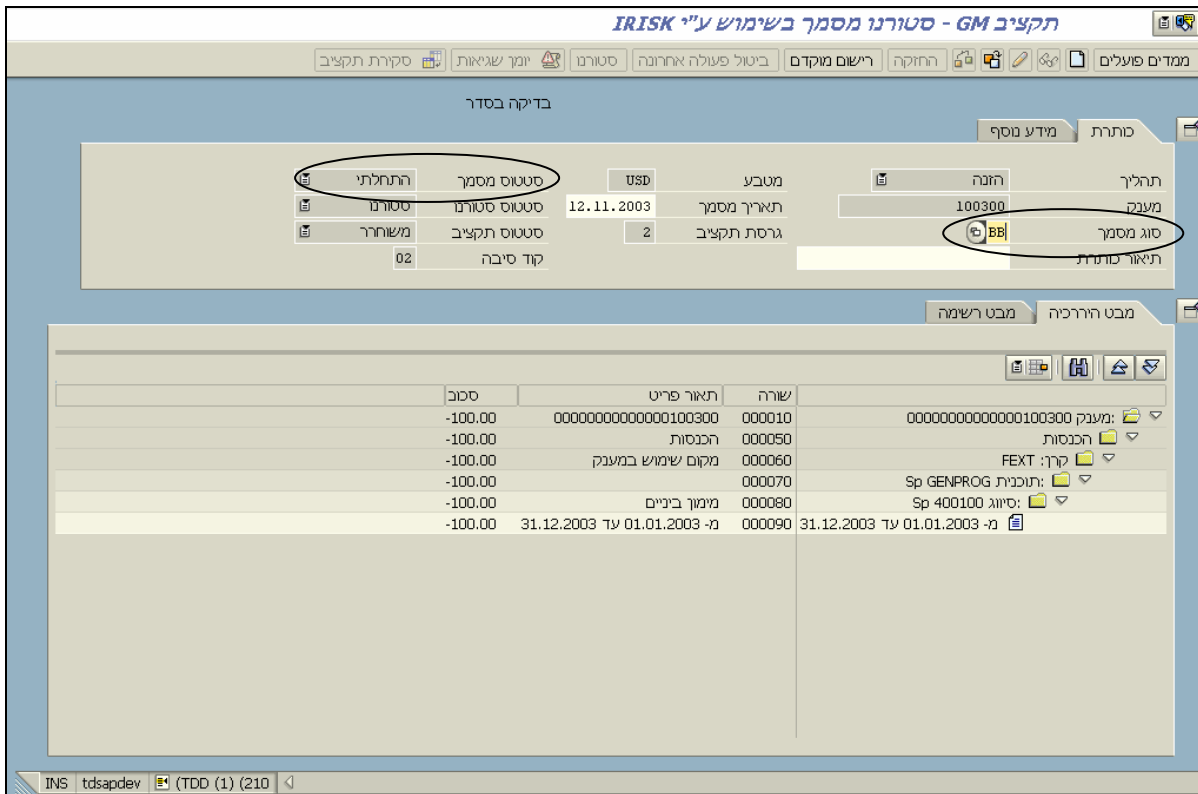 תקציב GM - סטורנו מסמך בשימוש ע"י IRISK
ממדים פועלים החזקה רישום מוקדם ביטול פעולה אחרונה סטורנו יומן שגיאות סקירת תקציב
בדיקה בסדר
כותרת מידע נוסף
תהליך הזנה מטבע USD סטטוס מסמך התחלתי
מענק 100300 תאריך מסמך 12.11.2003 סטטוס סטורנו סטורנו
סוג מסמך BB גרסת תקציב 2 סטטוס תקציב משוחרר
תיאור כותרת קוד סיבה 02
מבט היררכיה מבט רשימה
שורה תאור פריט סכוב
מענק: 00000000000000100300 000010 00000000000000100300 -100.00
הכנסות 000050 הכנסות -100.00
קרן: FEXT 000060 מקום שימוש במענק -100.00
תוכנית: Sp GENPROG 000070 -100.00
סיווג: Sp 400100 000080 מימון ביניים -100.00
מ- 01.01.2003 עד 31.12.2003 000090 מ- 01.01.2003 עד 31.12.2003 -100.00
INS tdsapdev (TDD (1) (210